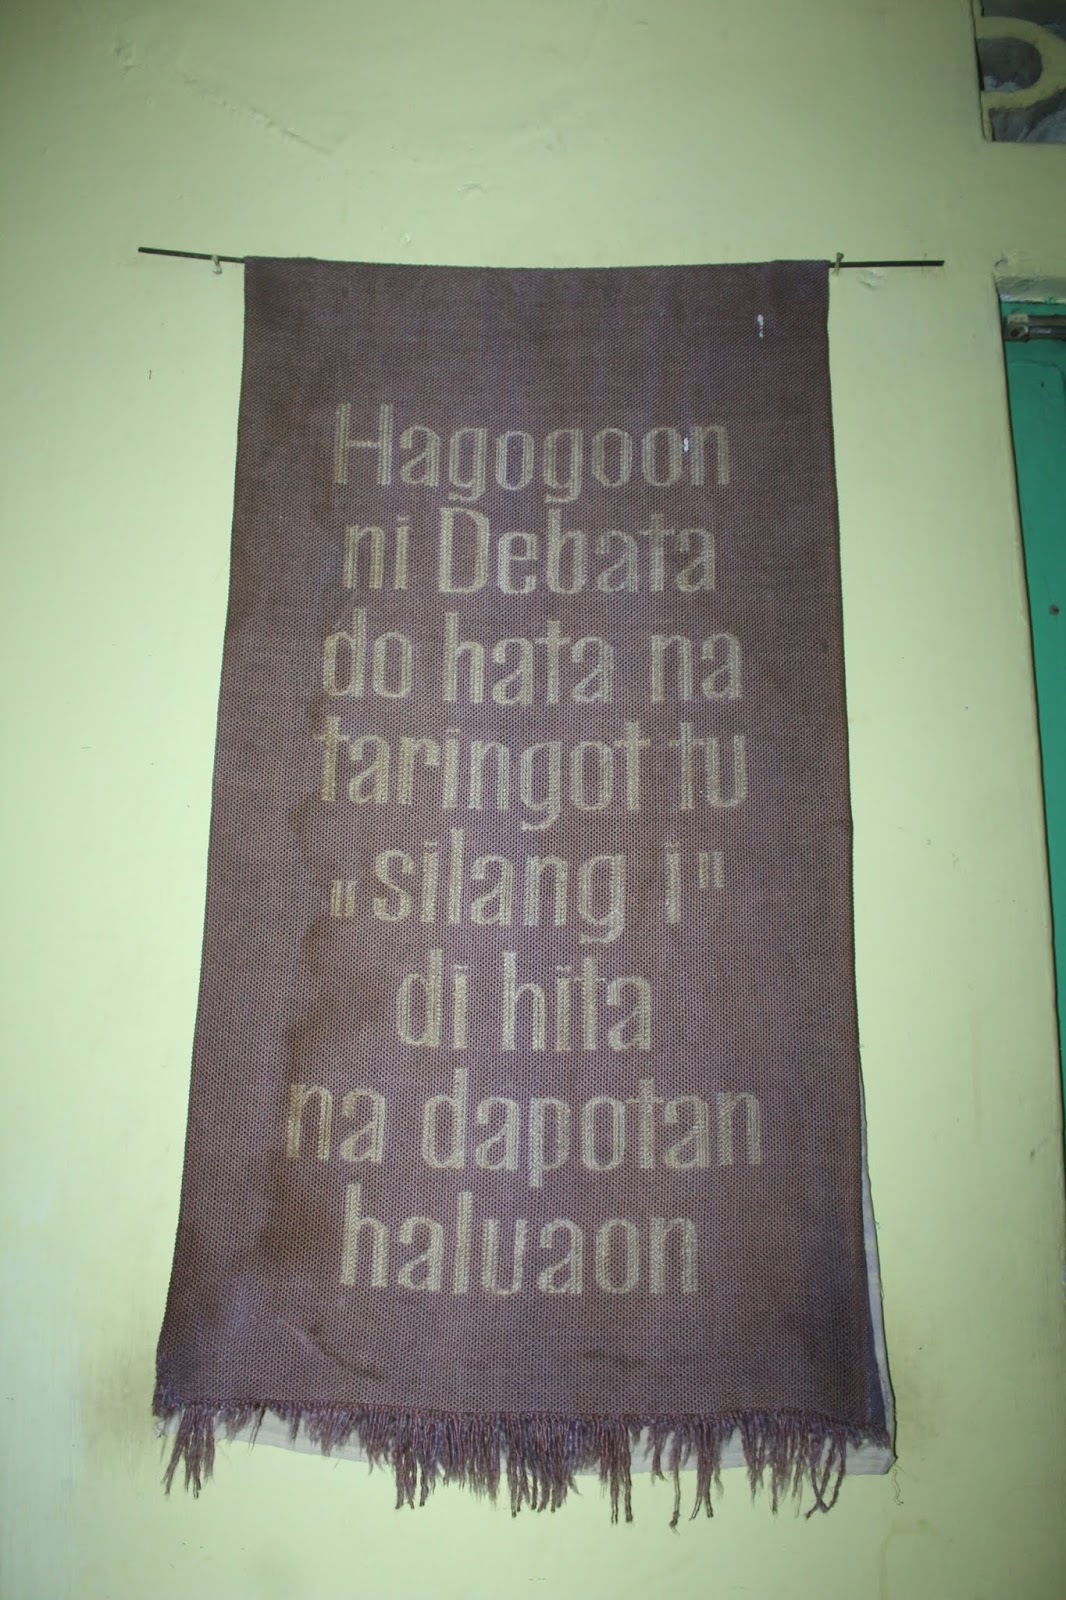 Hagogoon
ni Debata
do hata na
taringot tu
„silang i"
di hita
na dapotan
haluaon